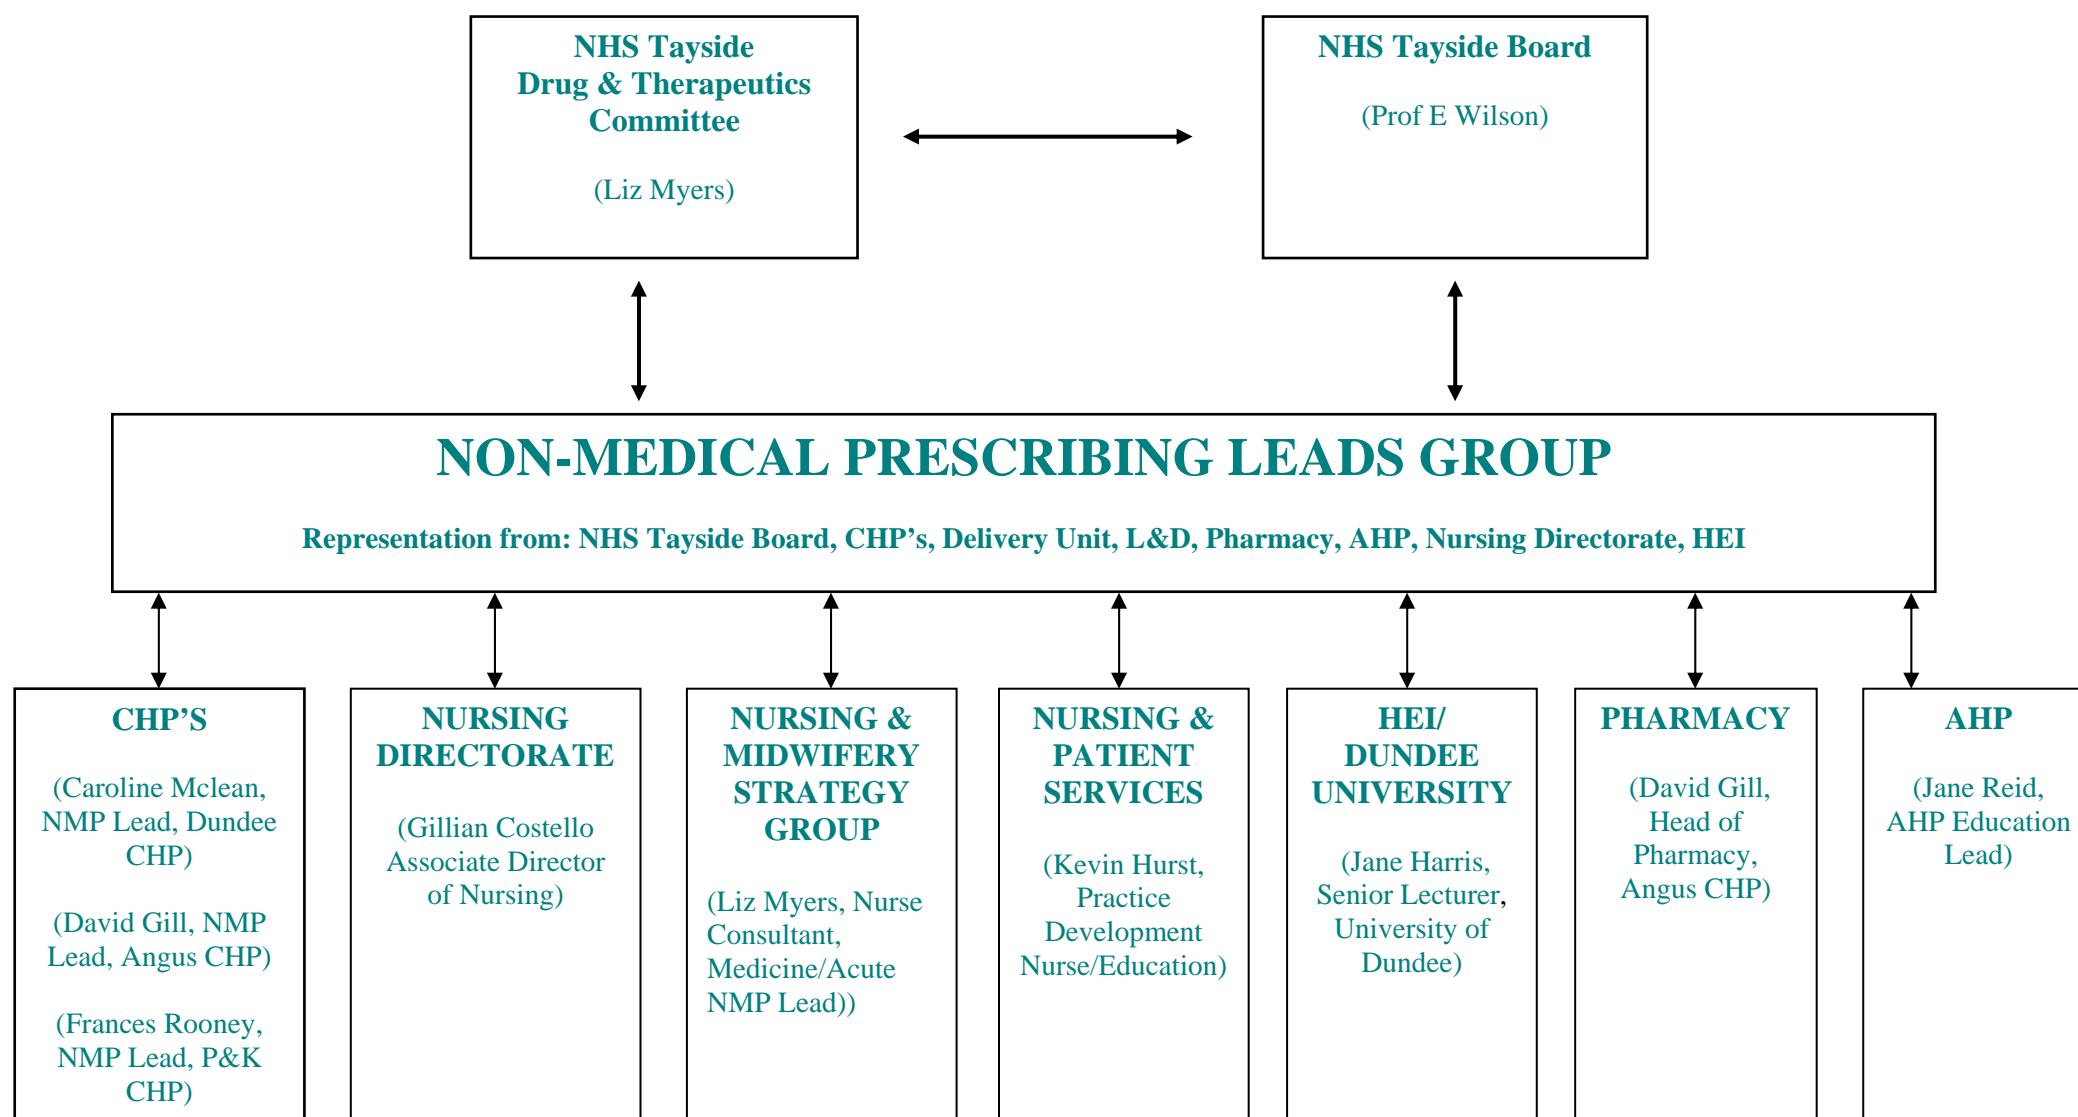 NHS Tayside
Drug & Therapeutics
Committee
(Liz Myers)
NHS Tayside Board
(Prof E Wilson)
NON-MEDICAL PRESCRIBING LEADS GROUP
Representation from: NHS Tayside Board, CHP's, Delivery Unit, L&D, Pharmacy, AHP, Nursing Directorate, HEI
CHP'S
(Caroline Mclean,
NMP Lead, Dundee
CHP)
(David Gill, NMP
Lead, Angus CHP)
(Frances Rooney,
NMP Lead, P&K
CHP)
NURSING
DIRECTORATE
(Gillian Costello
Associate Director
of Nursing)
NURSING &
MIDWIFERY
STRATEGY
GROUP
(Liz Myers, Nurse
Consultant,
Medicine/Acute
NMP Lead))
NURSING &
PATIENT
SERVICES
(Kevin Hurst,
Practice
Development
Nurse/Education)
HEI/
DUNDEE
UNIVERSITY
(Jane Harris,
Senior Lecturer,
University of
Dundee)
PHARMACY
(David Gill,
Head of
Pharmacy,
Angus CHP)
AHP
(Jane Reid,
AHP Education
Lead)